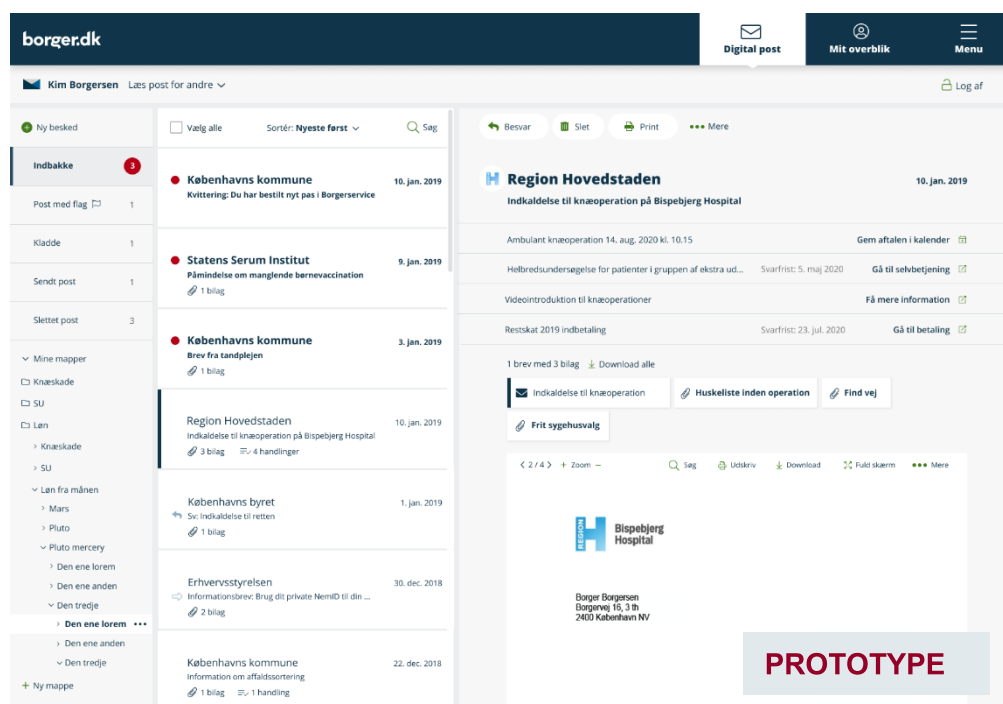 borger.dk
Digital post
Mit overblik
Menu
Kim Borgersen Læs post for andre
Log af
Ny besked
Indbakke 3
Post med flag 1
Kladde 1
Sendt post 1
Slettet post 3
Mine mapper
Knæskade
SU
Løn
Knæskade
SU
Løn fra månen
Mars
Pluto
Pluto mercery
Den ene lorem
Den ene anden
Den tredje
Den ene lorem
Den ene anden
Den tredje
Ny mappe
Vælg alle Sortér: Nyeste først Søg
Københavns kommune 10. jan. 2019
Kvittering: Du har bestilt nyt pas i Borgerservice
Statens Serum Institut 9. jan. 2019
Påmindelse om manglende børnevaccination
1 bilag
Københavns kommune 3. jan. 2019
Brev fra tandplejen
1 bilag
Region Hovedstaden 10. jan. 2019
Indkaldelse til knæoperation på Bispebjerg Hospital
3 bilag 4 handlinger
Københavns byret 1. jan. 2019
Sv: Indkaldelse til retten
1 bilag
Erhvervsstyrelsen 30. dec. 2018
Informationsbrev: Brug dit private NemID til din ...
2 bilag
Københavns kommune 22. dec. 2018
Information om affaldssortering
1 bilag 1 handling
Besvar Slet Print Mere
Region Hovedstaden 10. jan. 2019
Indkaldelse til knæoperation på Bispebjerg Hospital
Ambulant knæoperation 14. aug. 2020 kl. 10.15 Gem aftalen i kalender
Helbredsundersøgelse for patienter i gruppen af ekstra ud... Svarfrist: 5. maj 2020 Gå til selvbetjening
Videointroduktion til knæoperationer Få mere information
Restskat 2019 indbetaling Svarfrist: 23. jul. 2020 Gå til betaling
1 brev med 3 bilag Download alle
Indkaldelse til knæoperation Huskeliste inden operation Find vej
Frit sygehusvalg
< 2 / 4 > + Zoom − Søg Udskriv Download Fuld skærm Mere
REGION
Bispebjerg
Hospital
Borger Borgersen
Borgervej 16, 3 th
2400 København NV
PROTOTYPE